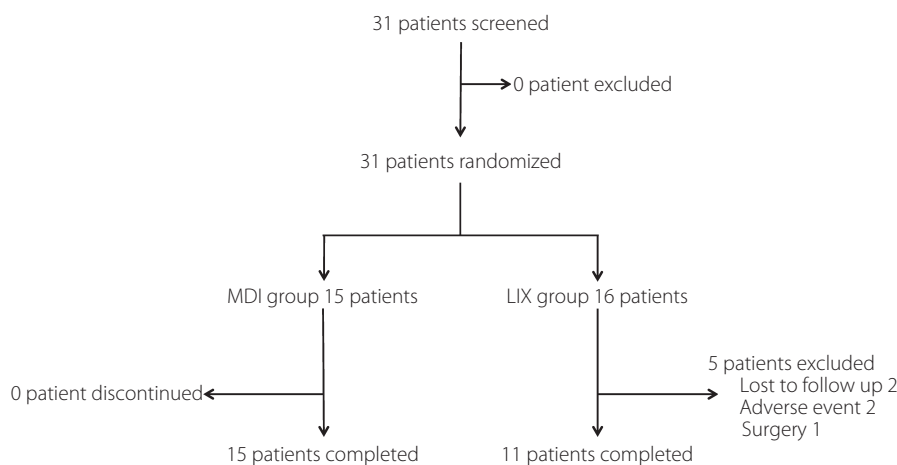 31 patients screened
0 patient excluded
31 patients randomized
MDI group 15 patients
LIX group 16 patients
0 patient discontinued
5 patients excluded
Lost to follow up 2
Adverse event 2
Surgery 1
15 patients completed
11 patients completed